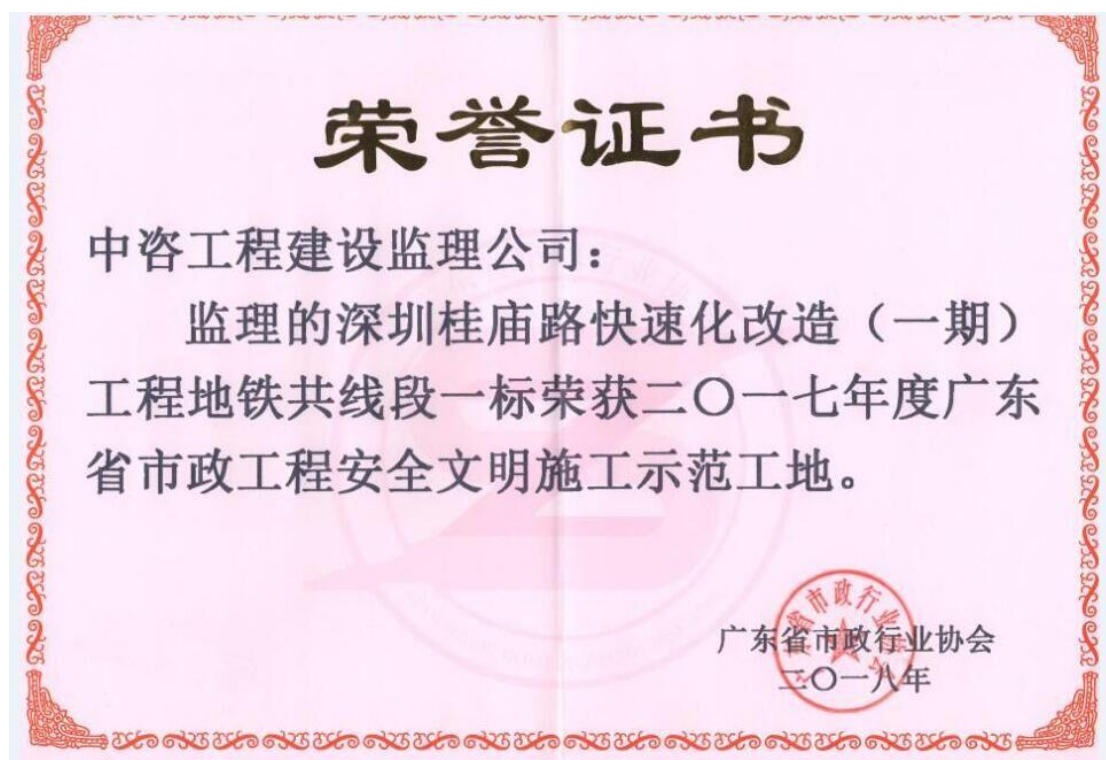 荣誉证书
中咨工程建设监理公司：
监理的深圳桂庙路快速化改造（一期）
工程地铁共线段一标荣获二〇一七年度广东
省市政工程安全文明施工示范工地。
广东省市政行业协会
二〇一八年